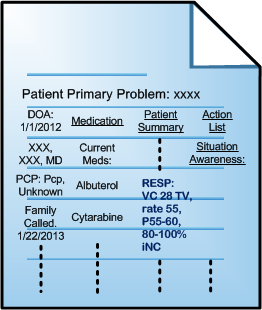 Patient Primary Problem: xxxx
DOA:
1/1/2012
Medication
Patient
Summary
Action
List
XXX,
XXX, MD
Current
Meds:
Situation
Awareness:
PCP: Pcp,
Unknown
Albuterol
RESP:
VC 28 TV,
rate 55,
P55-60,
80-100%
iNC
Family
Called.
1/22/2013
Cytarabine